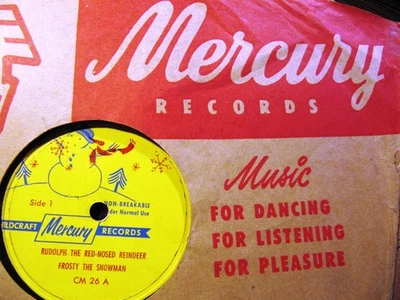 Mercury
RECORDS
Music
FOR DANCING
FOR LISTENING
FOR PLEASURE
Side 1
NON-BREAKABLE
Under Normal Use
Mercury RECORDS
RUDOLPH THE RED-NOSED REINDEER
FROSTY THE SNOWMAN
CM 26 A